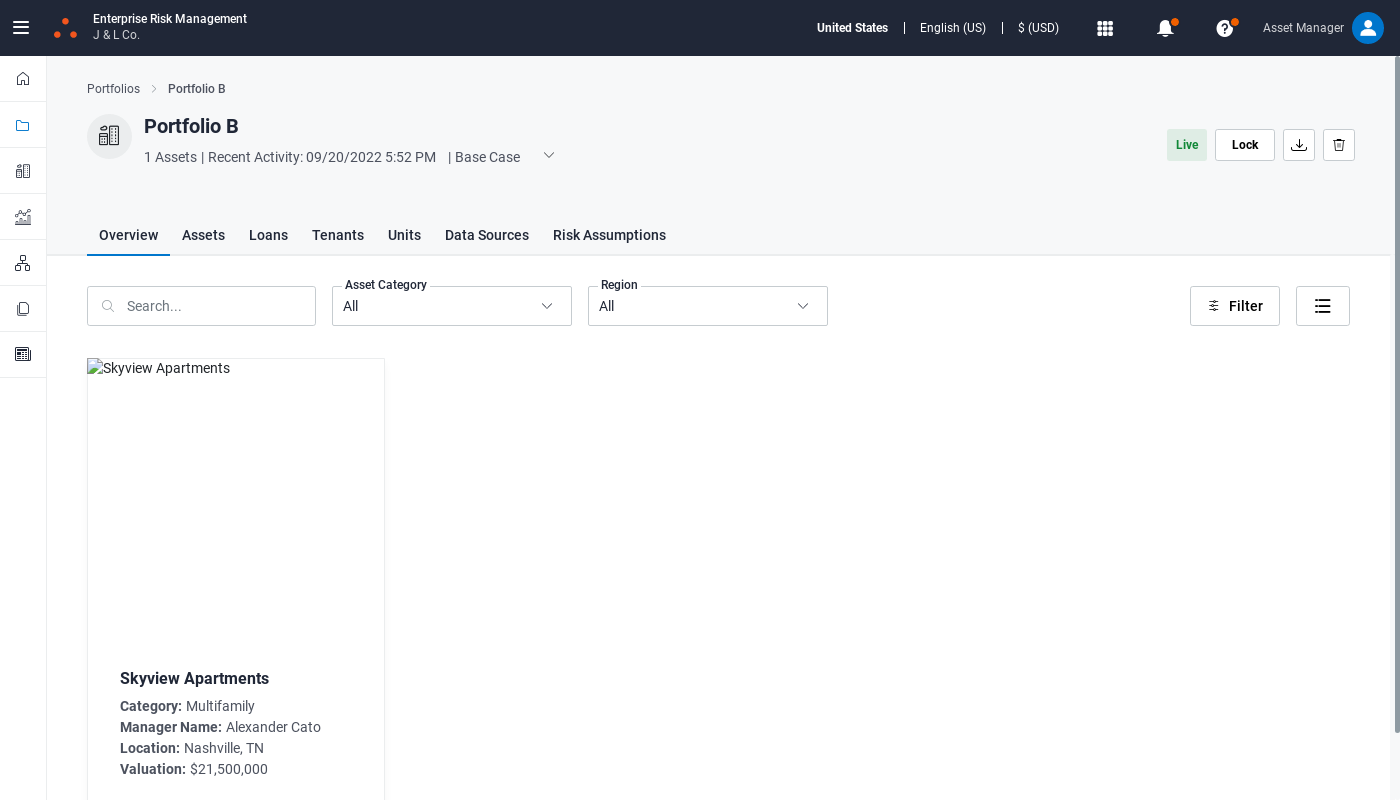 Enterprise Risk Management
J & L Co.
United States | English (US) | $ (USD)
Asset Manager
Portfolios > Portfolio B
Portfolio B
1 Assets | Recent Activity: 09/20/2022 5:52 PM | Base Case
Live
Lock
Overview Assets Loans Tenants Units Data Sources Risk Assumptions
Search...
Asset Category
All
Region
All
Filter
Skyview Apartments
Skyview Apartments
Category: Multifamily
Manager Name: Alexander Cato
Location: Nashville, TN
Valuation: $21,500,000